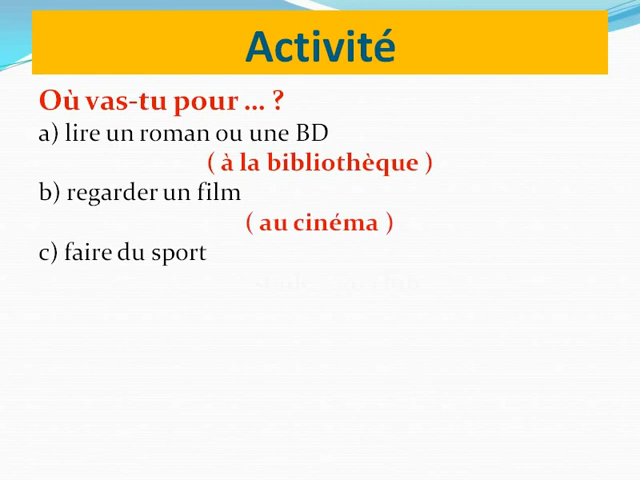 Activité
Où vas-tu pour ... ?
a) lire un roman ou une BD
( à la bibliothèque )
b) regarder un film
( au cinéma )
c) faire du sport